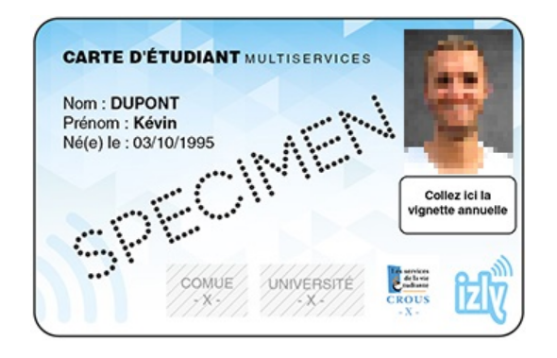 CARTE D'ÉTUDIANT MULTISERVICES
Nom : DUPONT
Prénom : Kévin
Né(e) le : 03/10/1995
SPECIMEN
Collez ici la
vignette annuelle
COMUE
- X -
UNIVERSITÉ
- X -
Les services
de la vie
étudiante
CROUS
- X -
izly